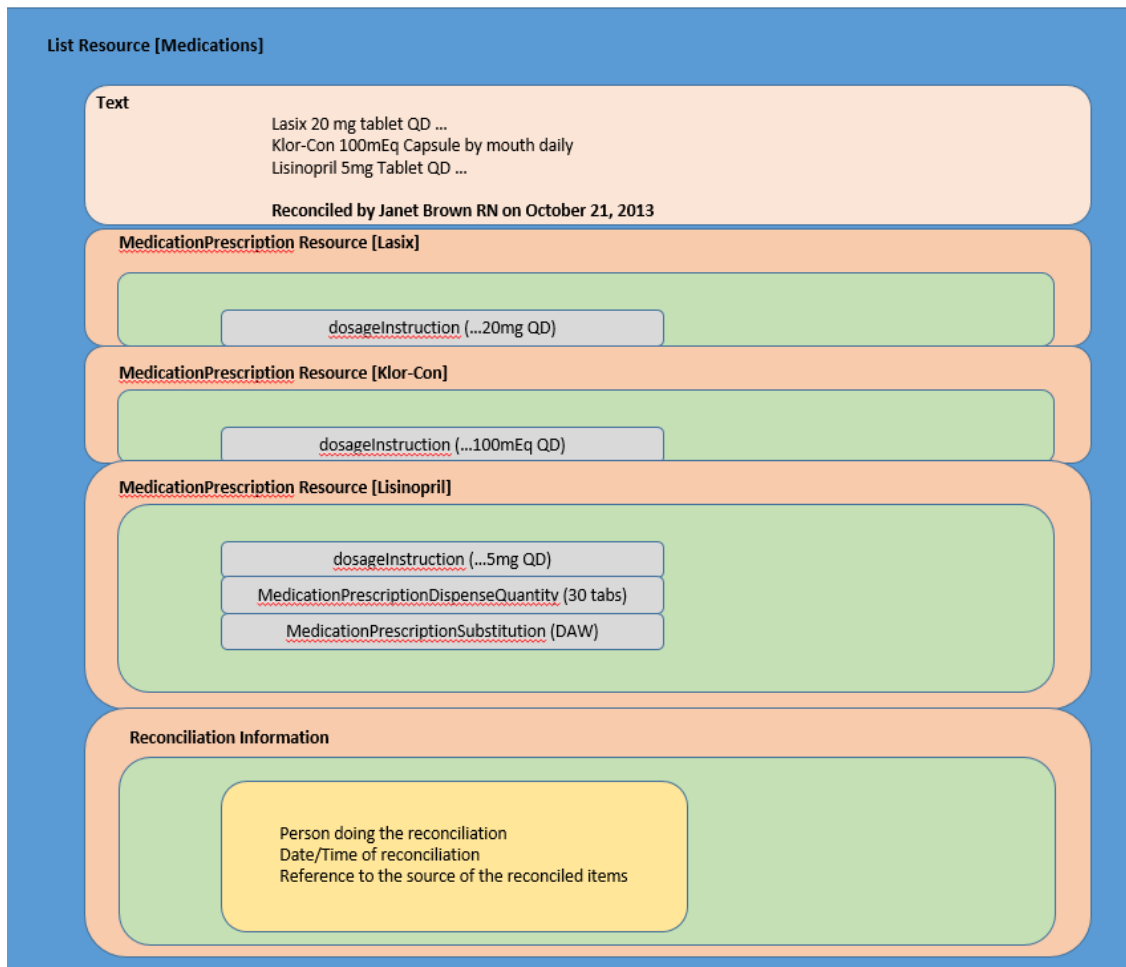 List Resource [Medications]
Text
Lasix 20 mg tablet QD ...
Klor-Con 100mEq Capsule by mouth daily
Lisinopril 5mg Tablet QD ...
Reconciled by Janet Brown RN on October 21, 2013
MedicationPrescription Resource [Lasix]
dosageInstruction (...20mg QD)
MedicationPrescription Resource [Klor-Con]
dosageInstruction (...100mEq QD)
MedicationPrescription Resource [Lisinopril]
dosageInstruction (...5mg QD)
MedicationPrescriptionDispenseQuantity (30 tabs)
MedicationPrescriptionSubstitution (DAW)
Reconciliation Information
Person doing the reconciliation
Date/Time of reconciliation
Reference to the source of the reconciled items